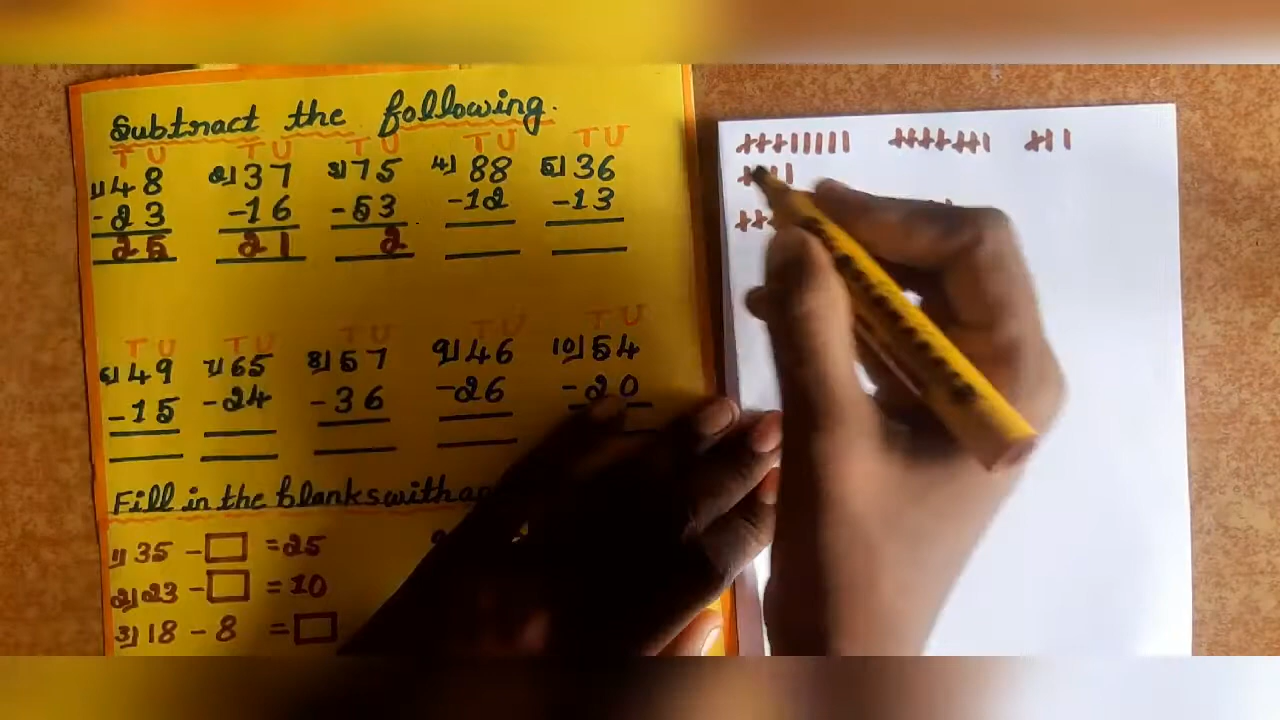 Subtract the following.
T U T U T U T U
1) 48 2) 37 3) 75 4) 88 5) 36
-23 -16 -53 -12 -13
25 21 2
T U T U T U T U T U
6) 49 7) 65 8) 57 9) 46 10) 54
-15 -24 -36 -26 -20
Fill in the blanks with
1) 35 - □ = 25
2) 23 - □ = 10
3) 18 - 8 = □